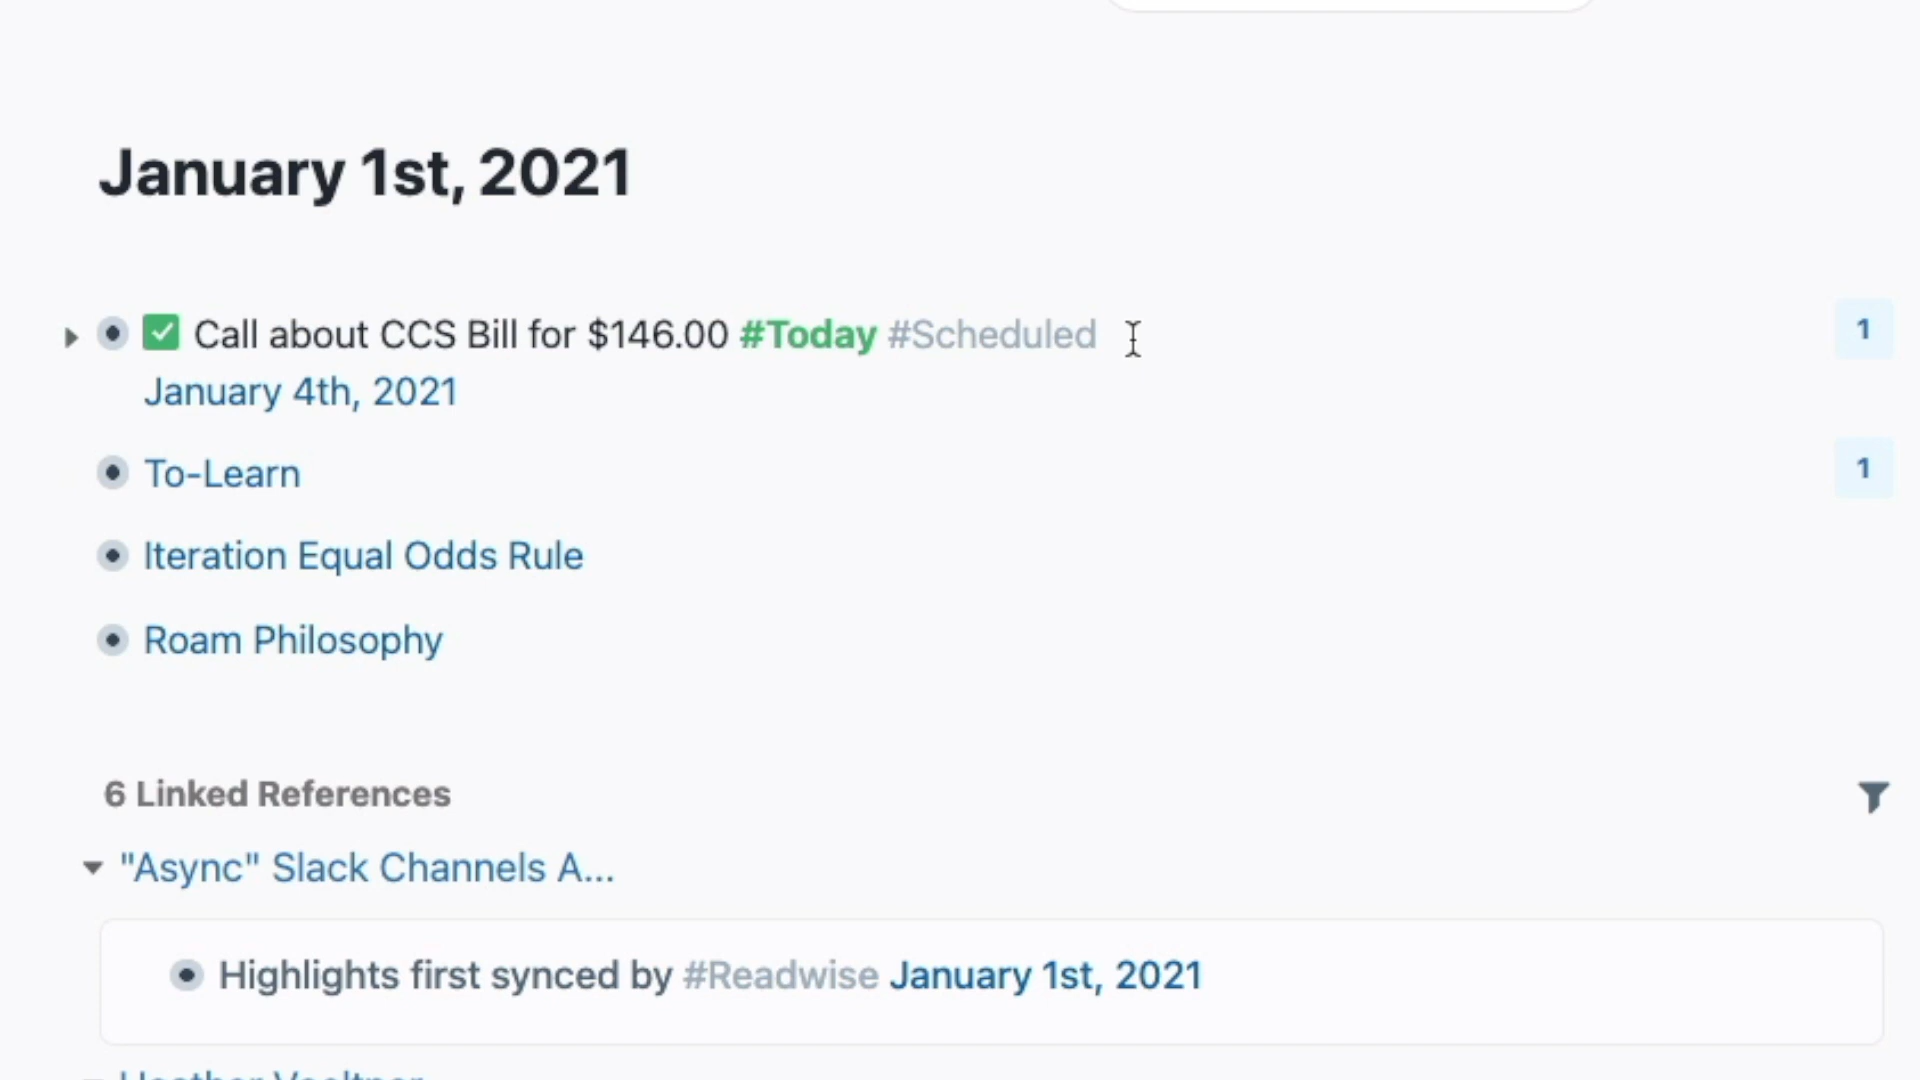 January 1st, 2021
Call about CCS Bill for $146.00 #Today #Scheduled
1
January 4th, 2021
To-Learn
1
Iteration Equal Odds Rule
Roam Philosophy
6 Linked References
"Async" Slack Channels A...
Highlights first synced by #Readwise January 1st, 2021